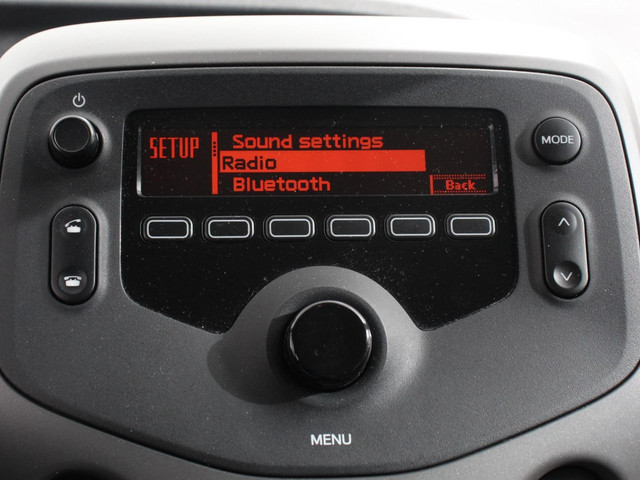 MODE
SETUP
Sound settings
Radio
Bluetooth
Back
MENU